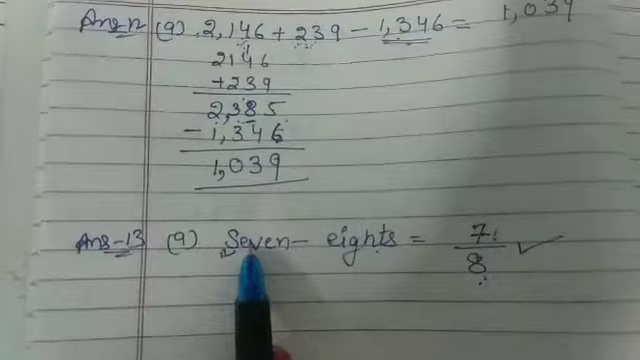 Ans (a) 2,146 + 239 - 1,346 = 1,039
2146
+239
2,385
-1,346
1,039
Ans-13 (a) Seven-eights = 7/8 ✓